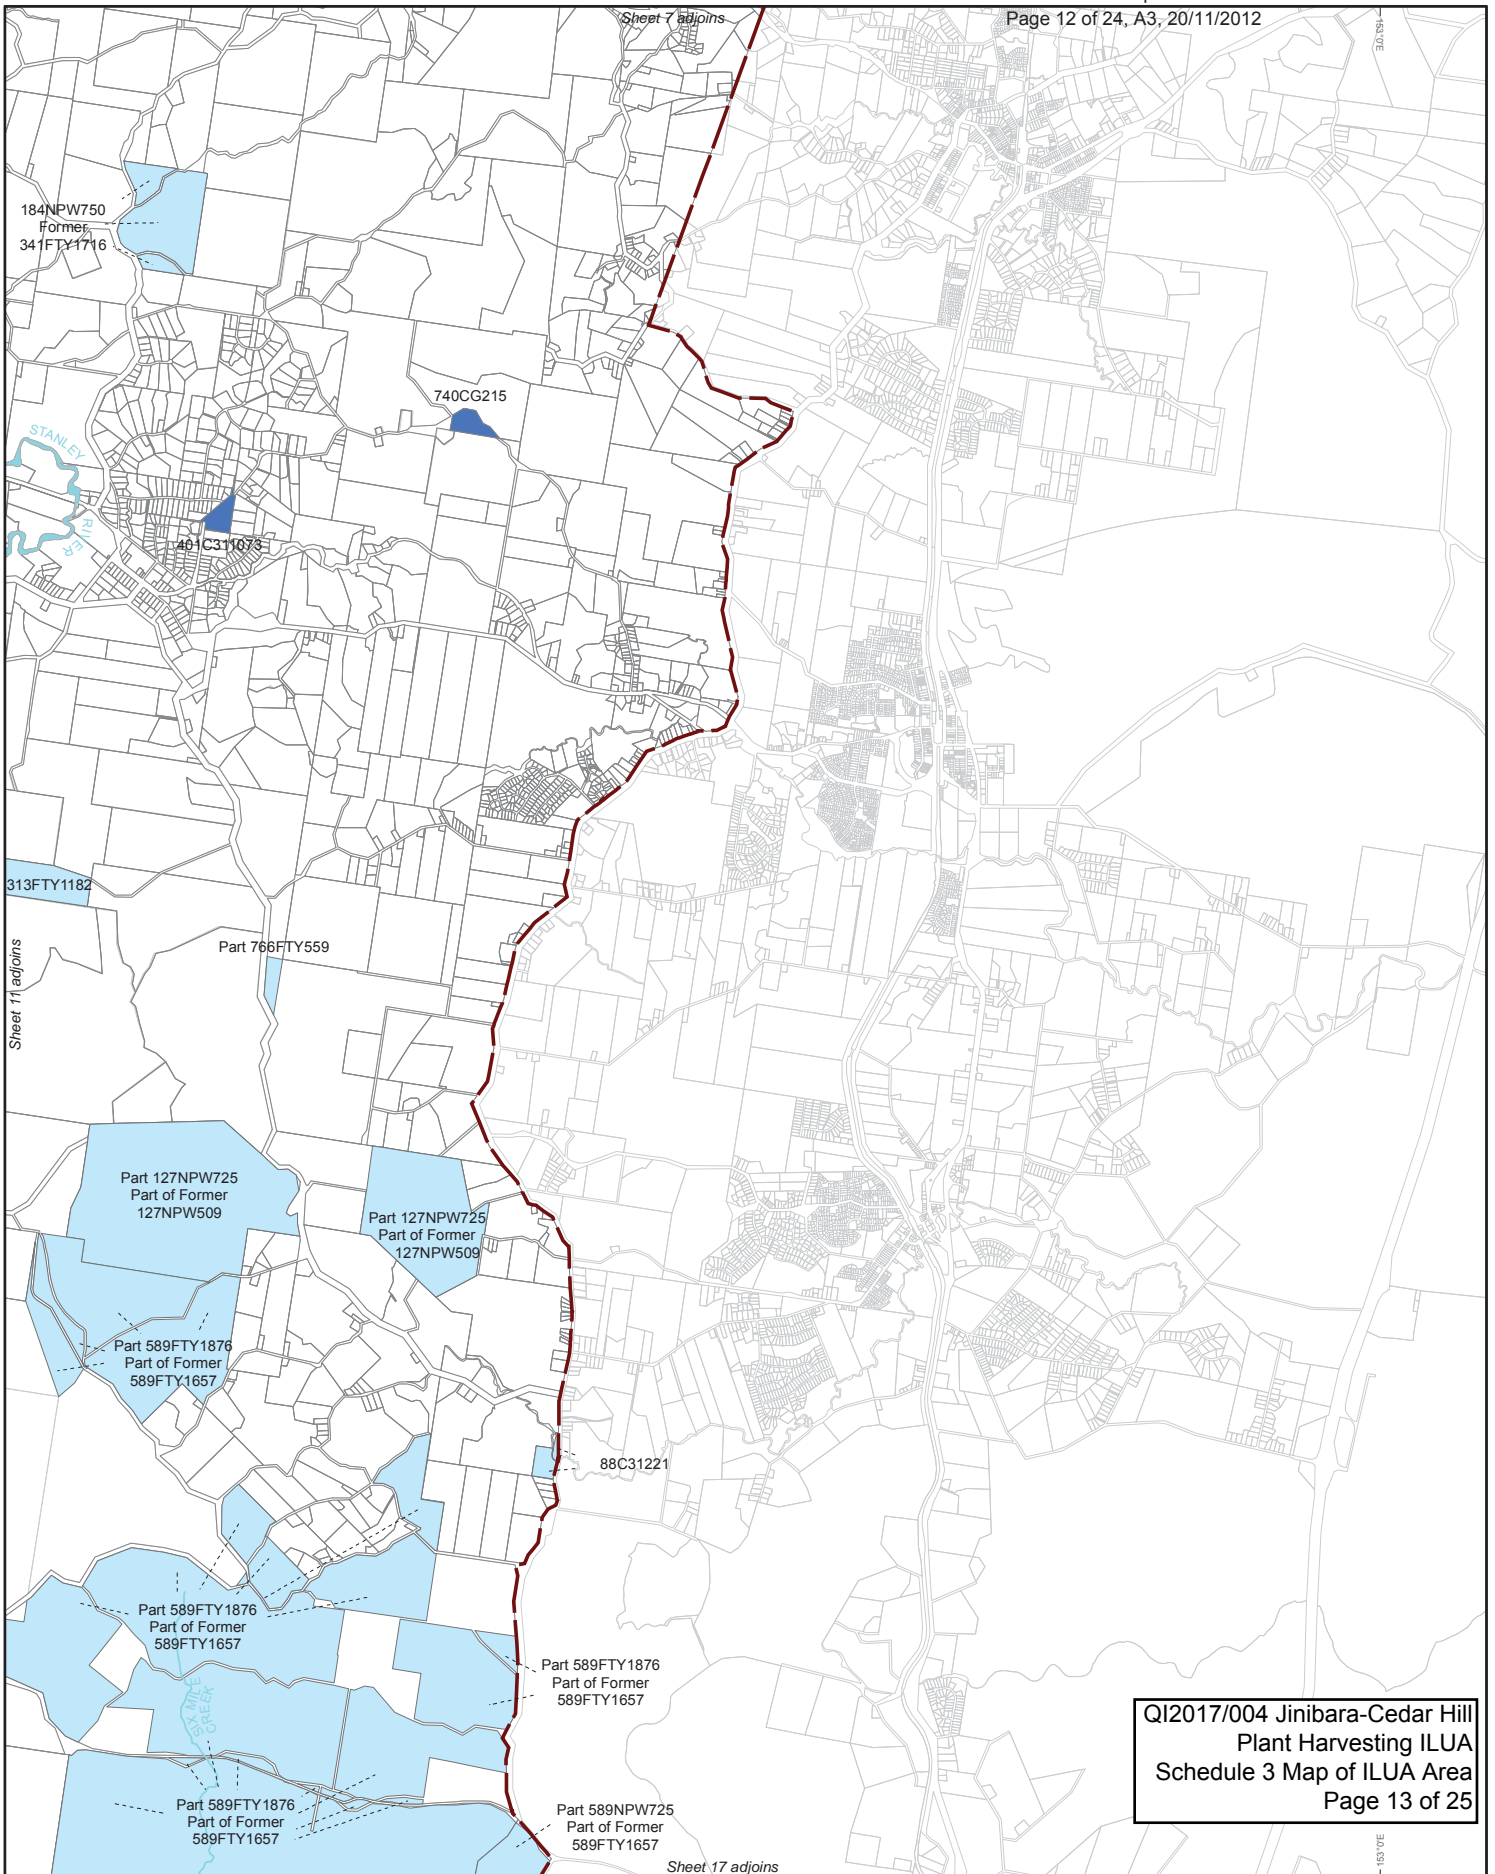 Sheet 7 adjoins
Page 12 of 24, A3, 20/11/2012
153°0'E
184NPW750
Former
341FTY1716
740CG215
STANLEY
RIVER
401C311073
313FTY1182
Part 766FTY559
Sheet 11 adjoins
Part 127NPW725
Part of Former
127NPW509
Part 127NPW725
Part of Former
127NPW509
Part 589FTY1876
Part of Former
589FTY1657
88C31221
Part 589FTY1876
Part of Former
589FTY1657
Part 589FTY1876
Part of Former
589FTY1657
SIX MILE
CREEK
QI2017/004 Jinibara-Cedar Hill
Plant Harvesting ILUA
Schedule 3 Map of ILUA Area
Page 13 of 25
Part 589FTY1876
Part of Former
589FTY1657
Part 589NPW725
Part of Former
589FTY1657
Sheet 17 adjoins
153°0'E